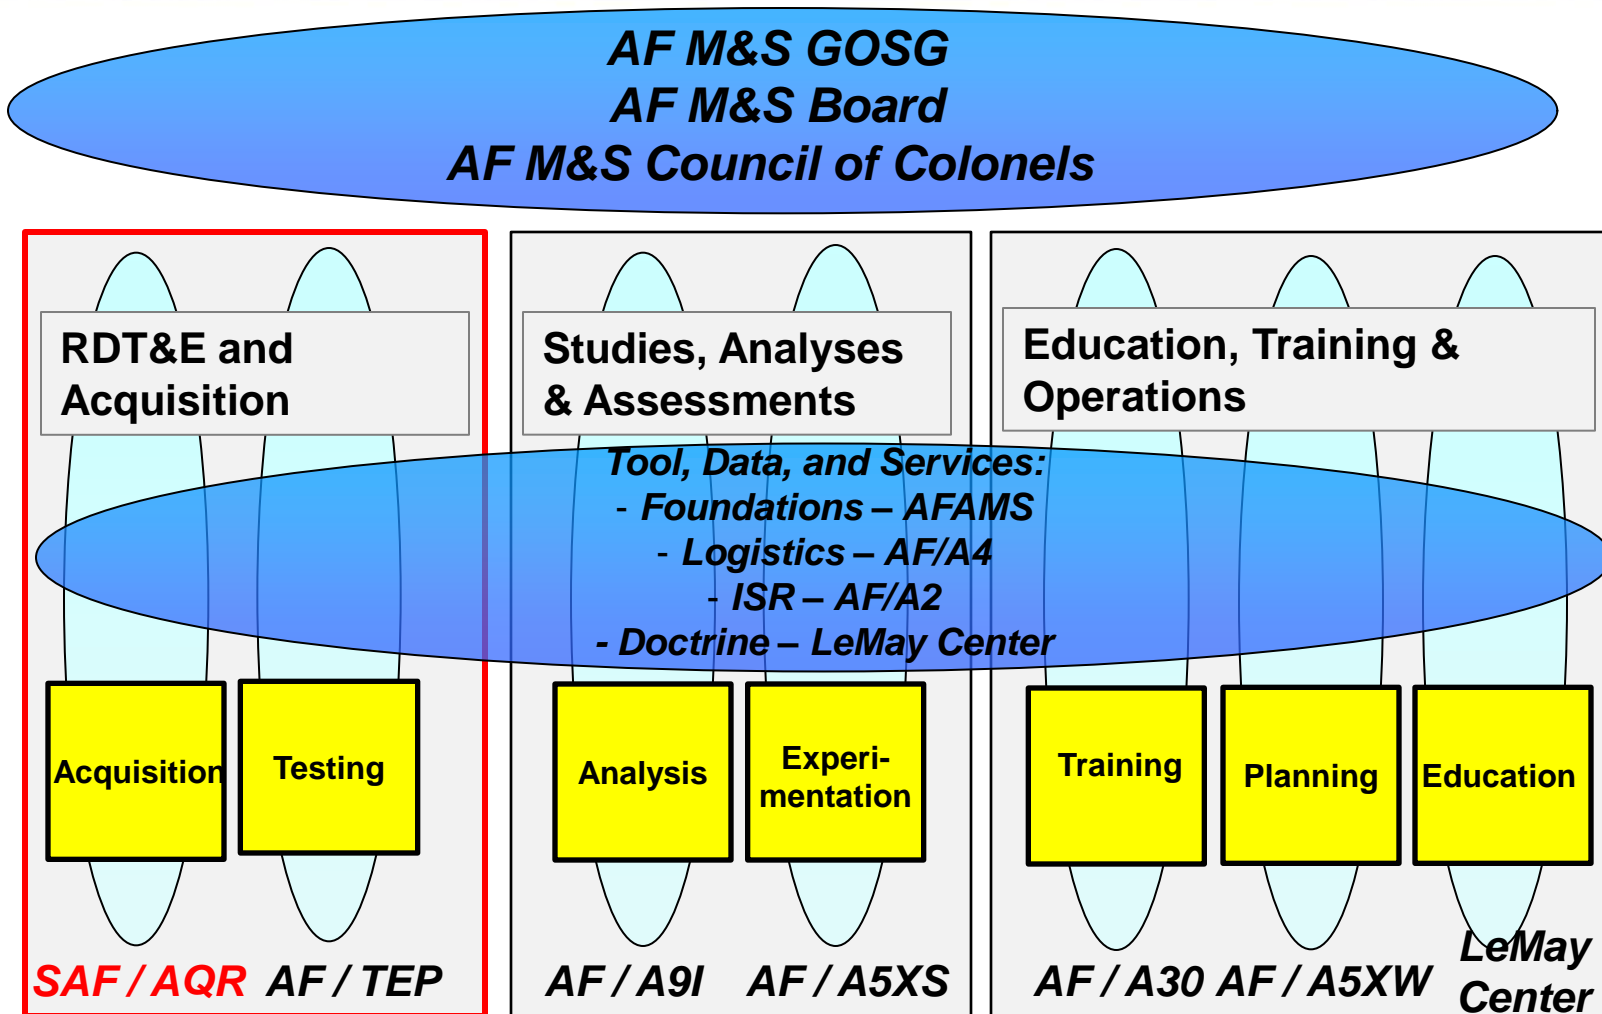 AF M&S GOSG
AF M&S Board
AF M&S Council of Colonels
RDT&E and
Acquisition
Studies, Analyses
& Assessments
Education, Training &
Operations
Tool, Data, and Services:
- Foundations – AFAMS
- Logistics – AF/A4
- ISR – AF/A2
- Doctrine – LeMay Center
Acquisition
Testing
Analysis
Experi-
mentation
Training
Planning
Education
SAF / AQR
AF / TEP
AF / A9I
AF / A5XS
AF / A30
AF / A5XW
LeMay
Center